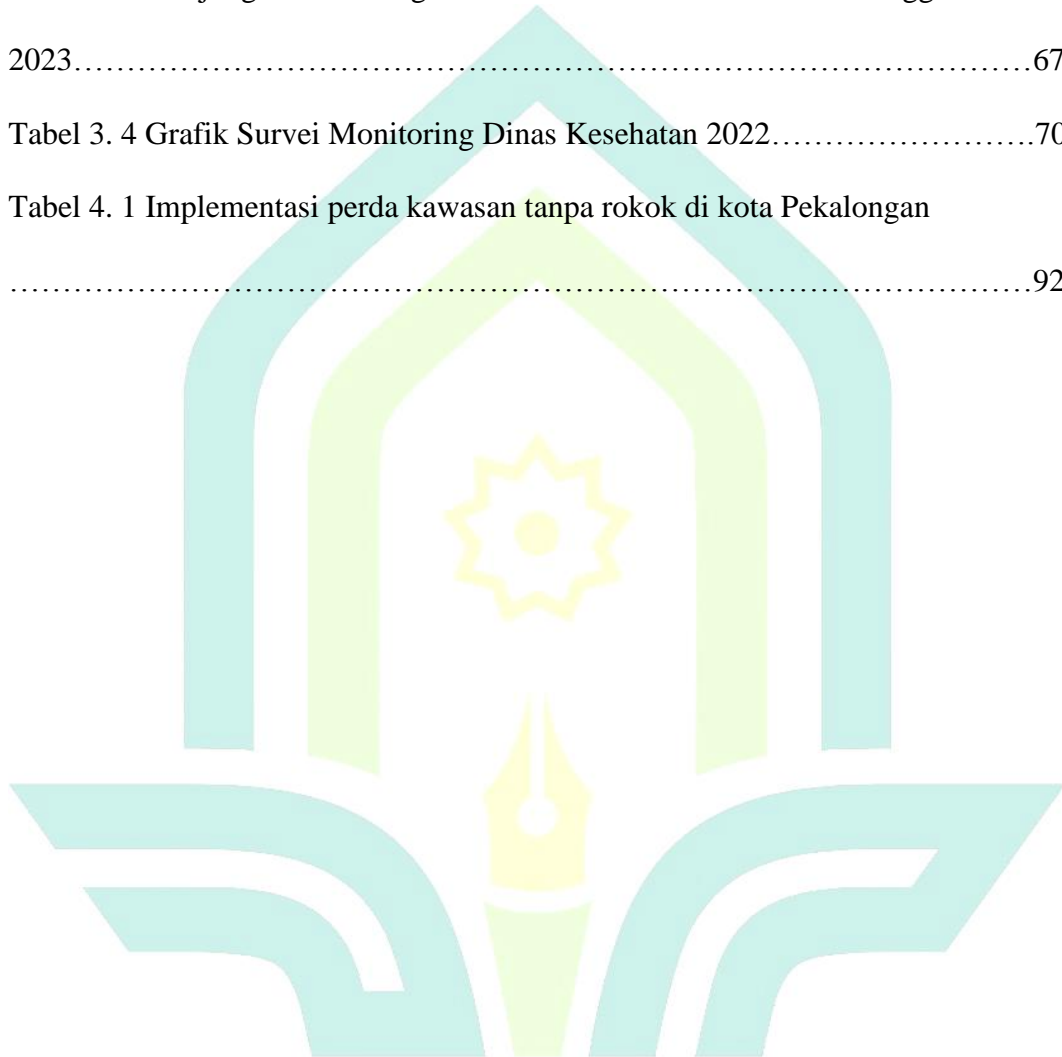 2023…………………………………………………………………………………67
Tabel 3. 4 Grafik Survei Monitoring Dinas Kesehatan 2022…………………….70
Tabel 4. 1 Implementasi perda kawasan tanpa rokok di kota Pekalongan
…………………………………………………………………………………………92